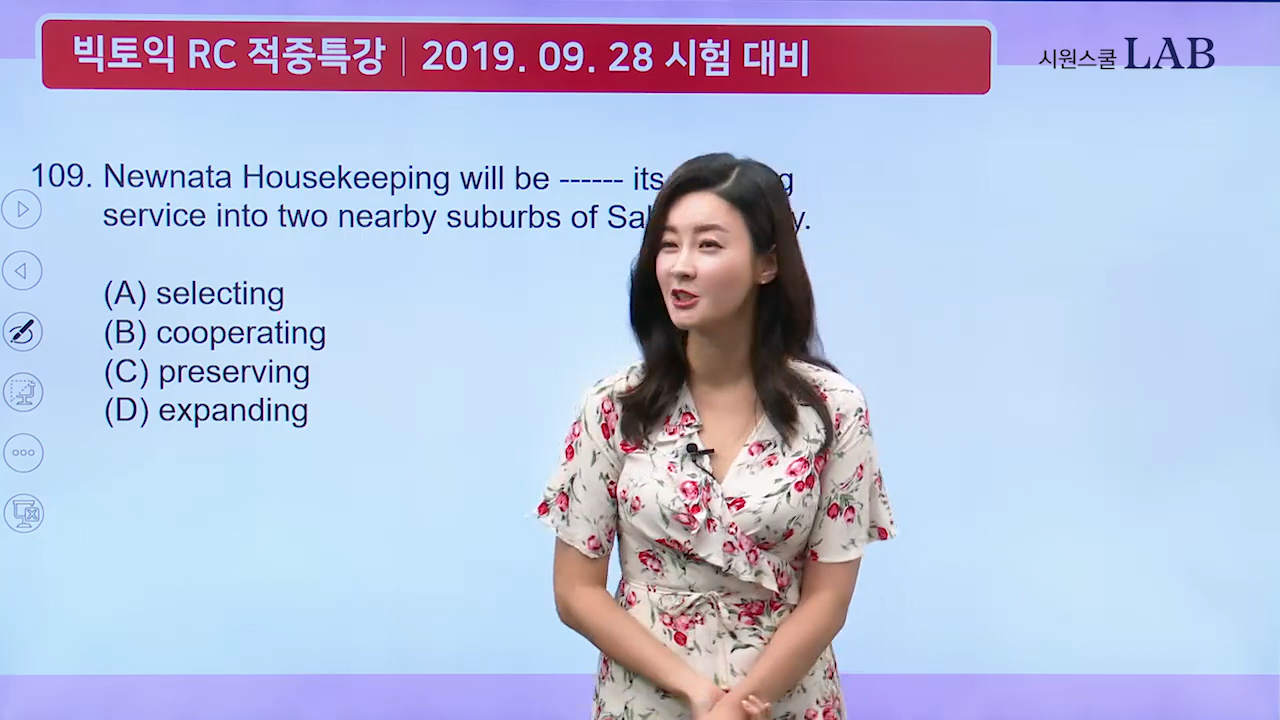 빅토익 RC 적중특강 | 2019. 09. 28 시험 대비
시원스쿨 LAB
109. Newnata Housekeeping will be ------ its
service into two nearby suburbs of
(A) selecting
(B) cooperating
(C) preserving
(D) expanding